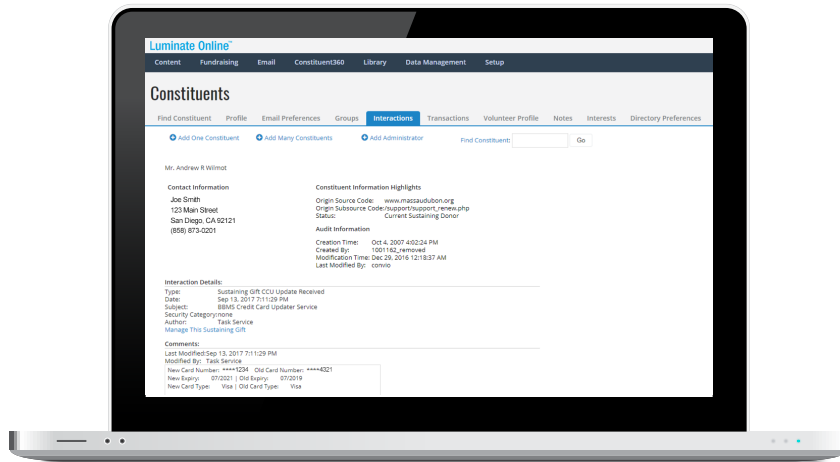 Luminate Online™
Content Fundraising Email Constituent360 Library Data Management Setup
Constituents
Find Constituent Profile Email Preferences Groups Interactions Transactions Volunteer Profile Notes Interests Directory Preferences
Add One Constituent Add Many Constituents Add Administrator Find Constituent: Go
Mr. Andrew R Wilmot
Contact Information
Joe Smith
123 Main Street
San Diego, CA 92121
(858) 873-0201
Constituent Information Highlights
Origin Source Code: www.massaudubon.org
Origin Subsource Code:/support/support_renew.php
Status: Current Sustaining Donor
Audit Information
Creation Time: Oct 4, 2007 4:02:24 PM
Created By: 1001162_removed
Modification Time: Dec 29, 2016 12:18:37 AM
Last Modified By: convio
Interaction Details:
Type: Sustaining Gift CCU Update Received
Date: Sep 13, 2017 7:11:29 PM
Subject: BBMS Credit Card Updater Service
Security Category:none
Author: Task Service
Manage This Sustaining Gift
Comments:
Last Modified:Sep 13, 2017 7:11:29 PM
Modified By: Task Service
New Card Number: ****1234 Old Card Number: ****4321
New Expiry: 07/2021 | Old Expiry: 07/2019
New Card Type: Visa | Old Card Type: Visa